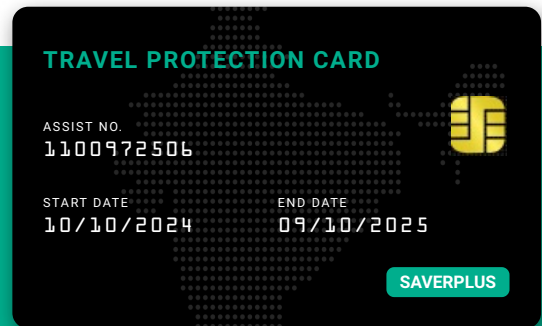 TRAVEL PROTECTION CARD
ASSIST NO.
1100972506
START DATE
10/10/2024
END DATE
09/10/2025
SAVERPLUS